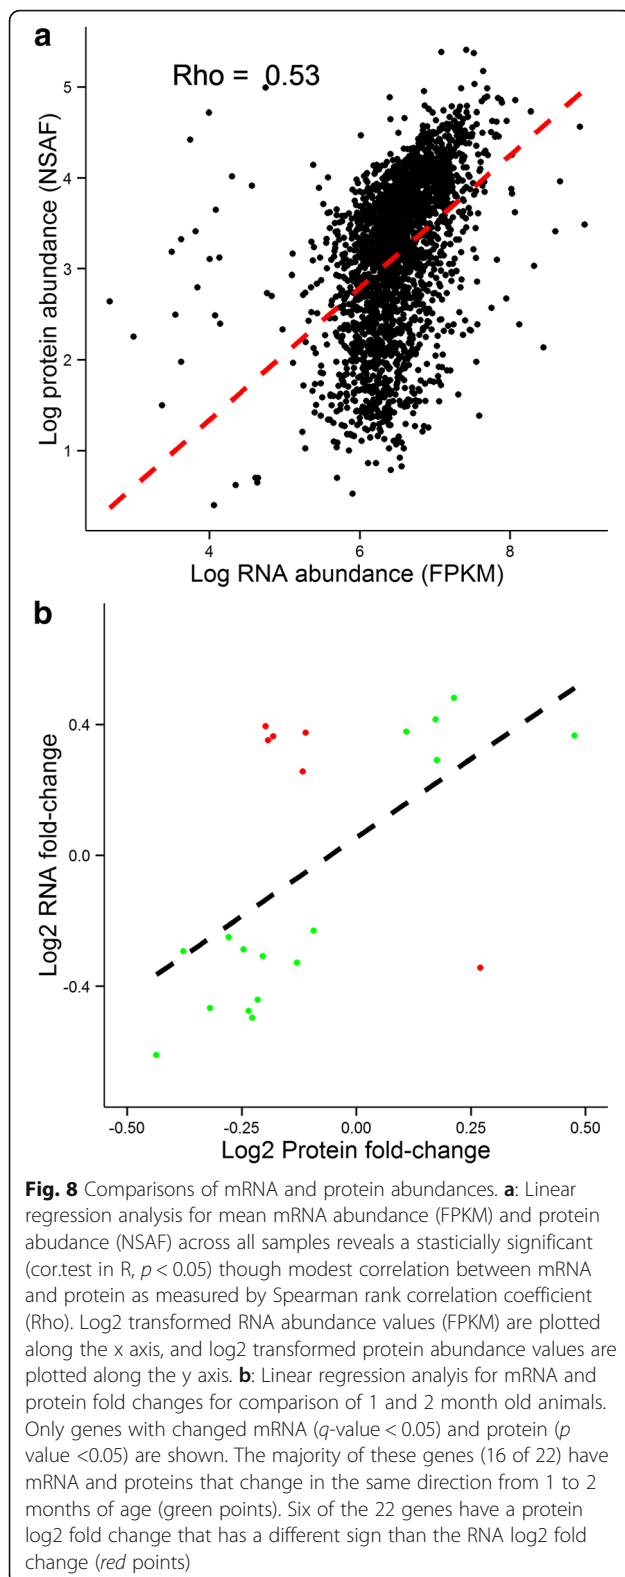 a
Rho = 0.53
5
4
3
2
1
Log protein abundance (NSAF)
4 6 8
Log RNA abundance (FPKM)
b
0.4
0.0
-0.4
Log2 RNA fold-change
-0.50 -0.25 0.00 0.25 0.50
Log2 Protein fold-change
Fig. 8 Comparisons of mRNA and protein abundances. a: Linear
regression analysis for mean mRNA abundance (FPKM) and protein
abudance (NSAF) across all samples reveals a stasticially significant
(cor.test in R, p < 0.05) though modest correlation between mRNA
and protein as measured by Spearman rank correlation coefficient
(Rho). Log2 transformed RNA abundance values (FPKM) are plotted
along the x axis, and log2 transformed protein abundance values are
plotted along the y axis. b: Linear regression analyis for mRNA and
protein fold changes for comparison of 1 and 2 month old animals.
Only genes with changed mRNA (q-value < 0.05) and protein (p
value <0.05) are shown. The majority of these genes (16 of 22) have
mRNA and proteins that change in the same direction from 1 to 2
months of age (green points). Six of the 22 genes have a protein
log2 fold change that has a different sign than the RNA log2 fold
change (red points)